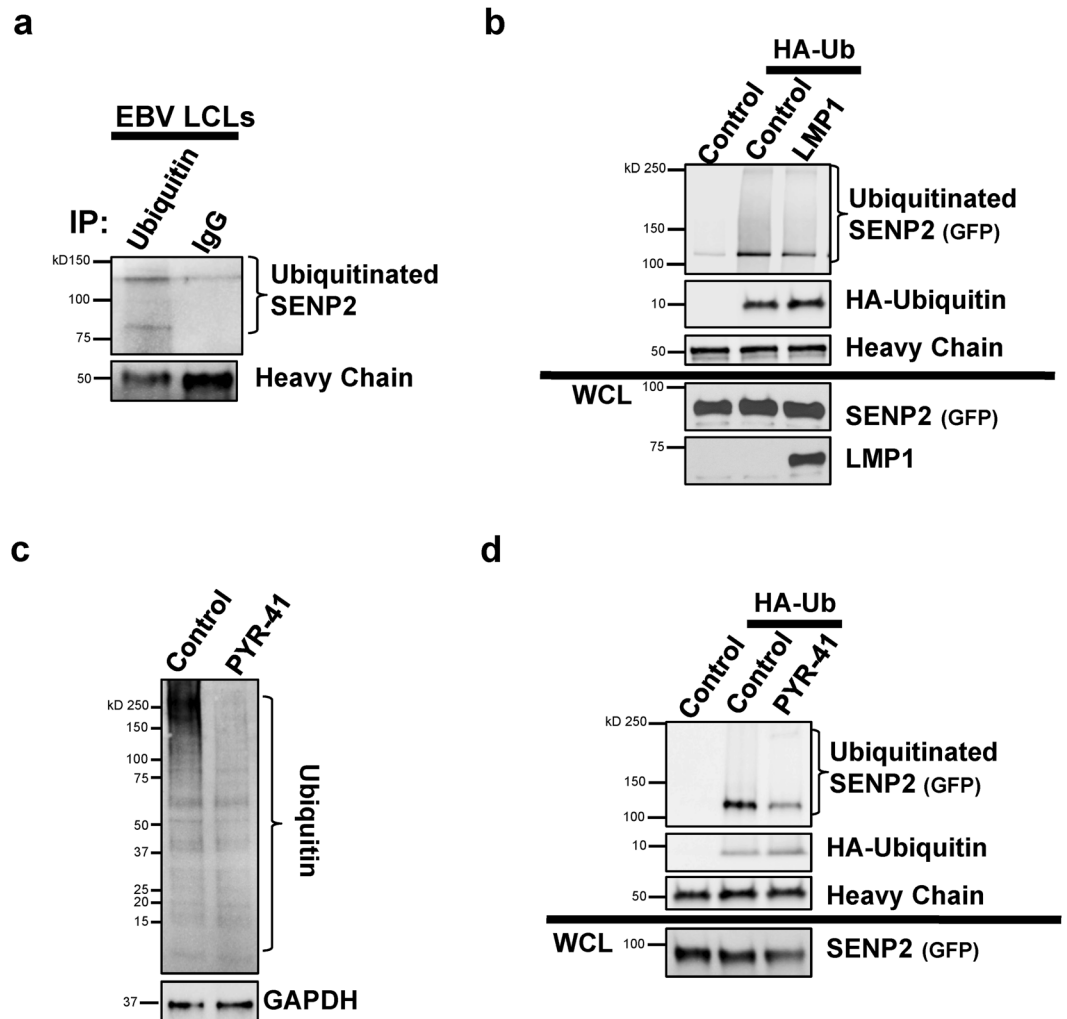 a
EBV LCLs
IP:
Ubiquitin
IgG
kD150
100
75
Ubiquitinated
SENP2
50
Heavy Chain
b
HA-Ub
Control
Control
LMP1
kD 250
150
100
Ubiquitinated
SENP2 (GFP)
10
HA-Ubiquitin
50
Heavy Chain
WCL
100
SENP2 (GFP)
75
LMP1
c
Control
PYR-41
kD 250
150
100
75
50
37
25
20
15
Ubiquitin
37
GAPDH
d
HA-Ub
Control
Control
PYR-41
kD 250
150
100
Ubiquitinated
SENP2 (GFP)
10
HA-Ubiquitin
50
Heavy Chain
WCL
100
SENP2 (GFP)